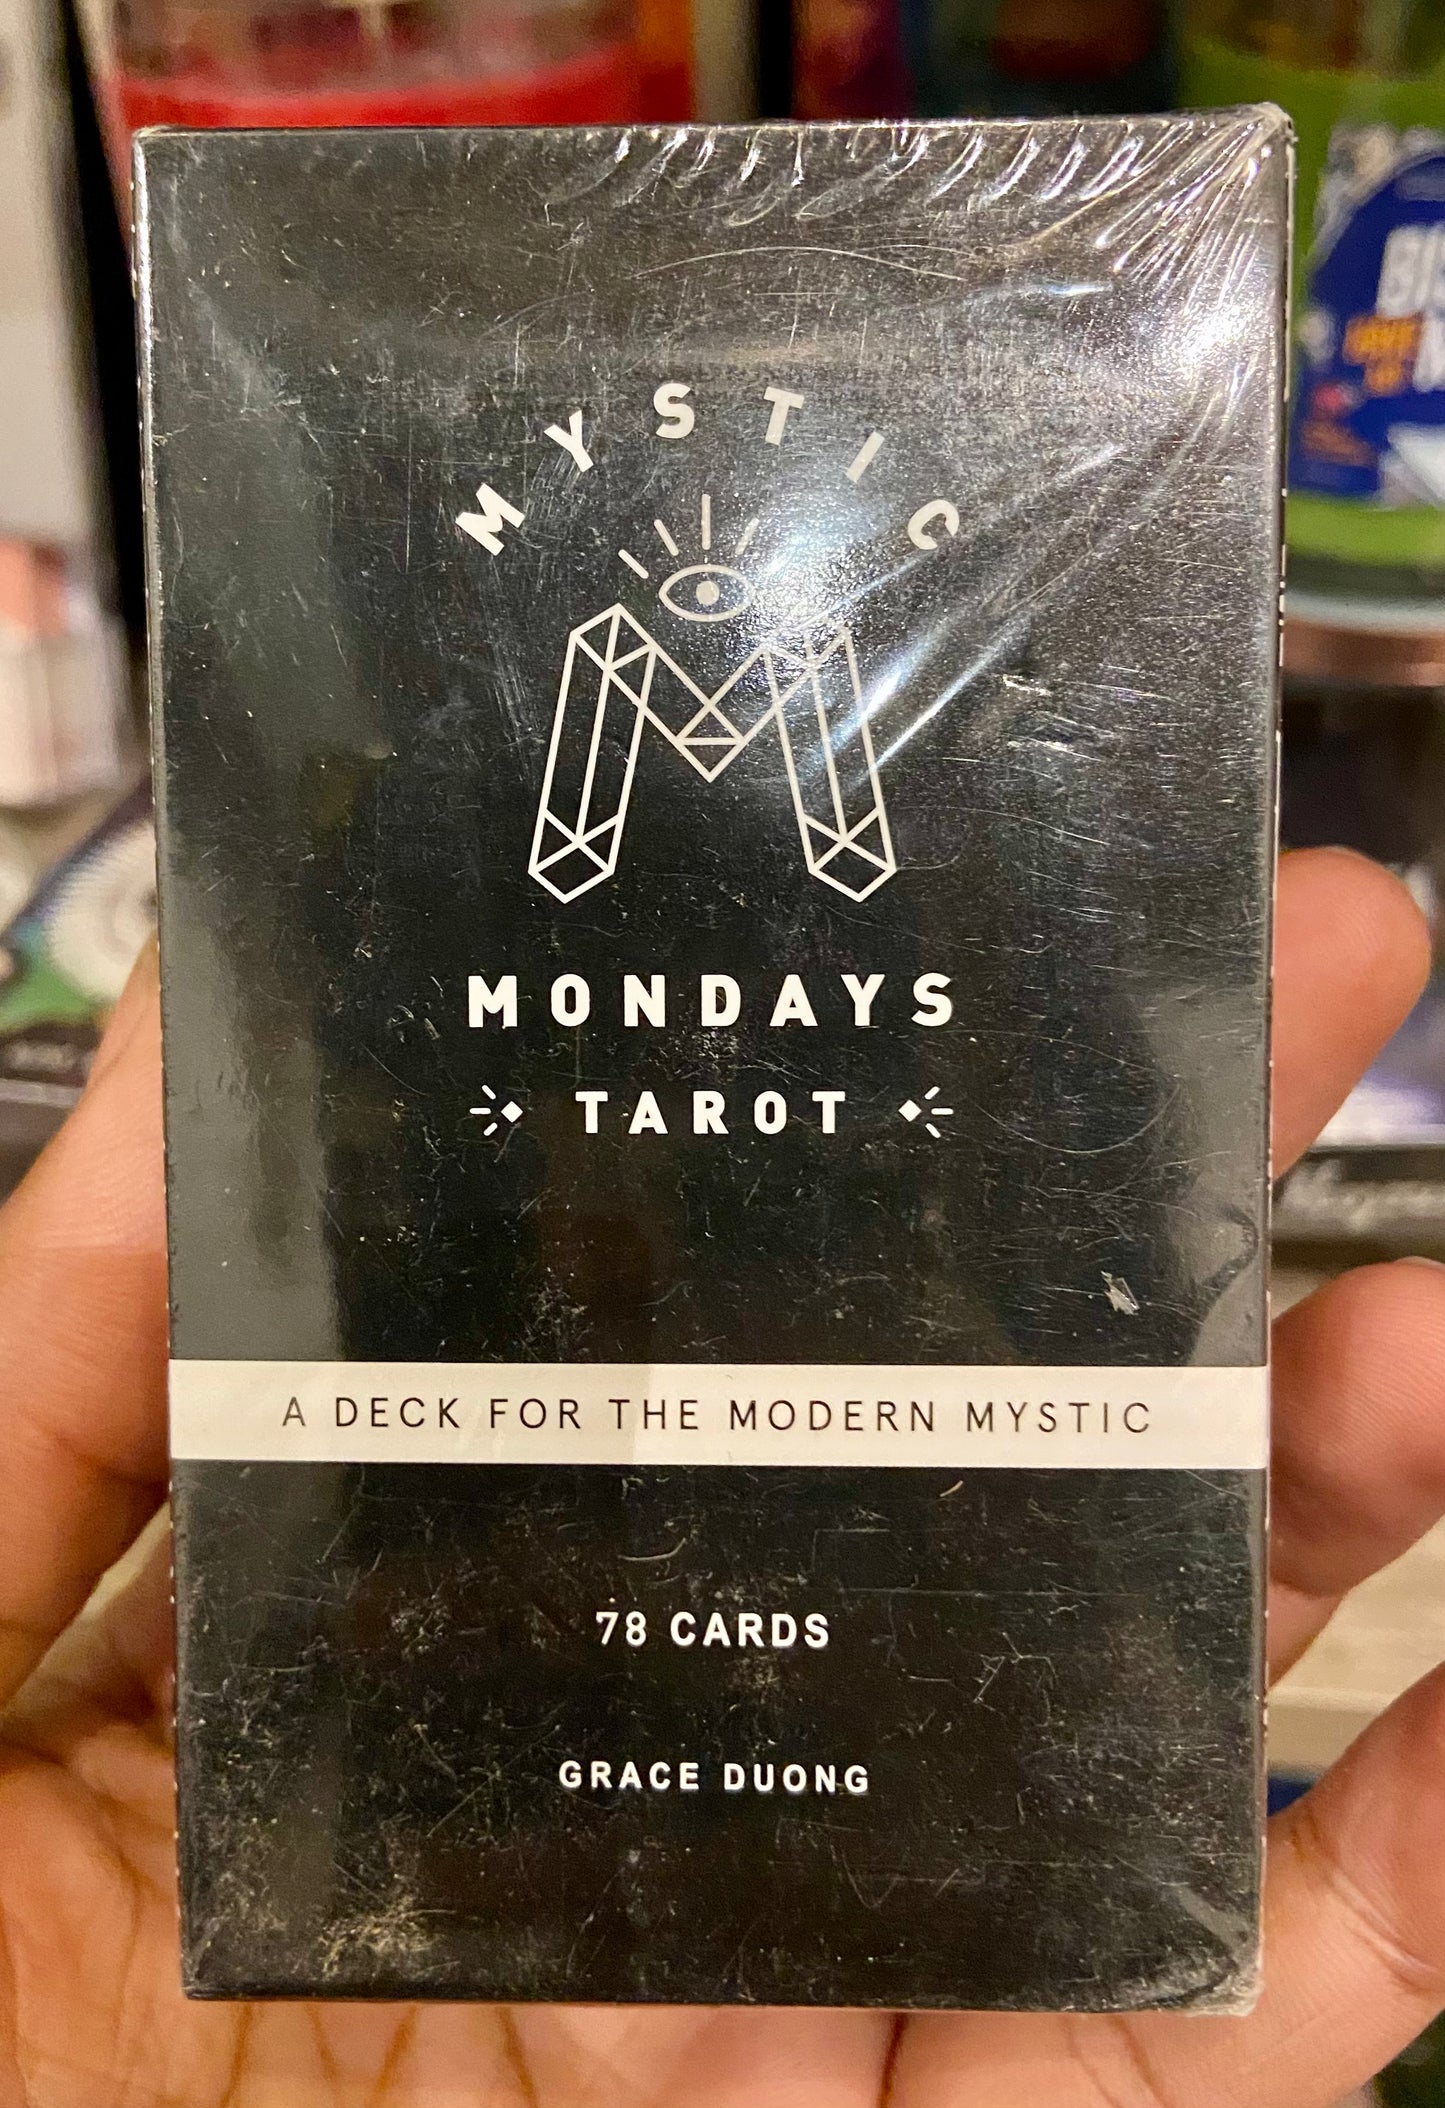 MYSTIC
MONDAYS
TAROT
A DECK FOR THE MODERN MYSTIC
78 CARDS
GRACE DUONG